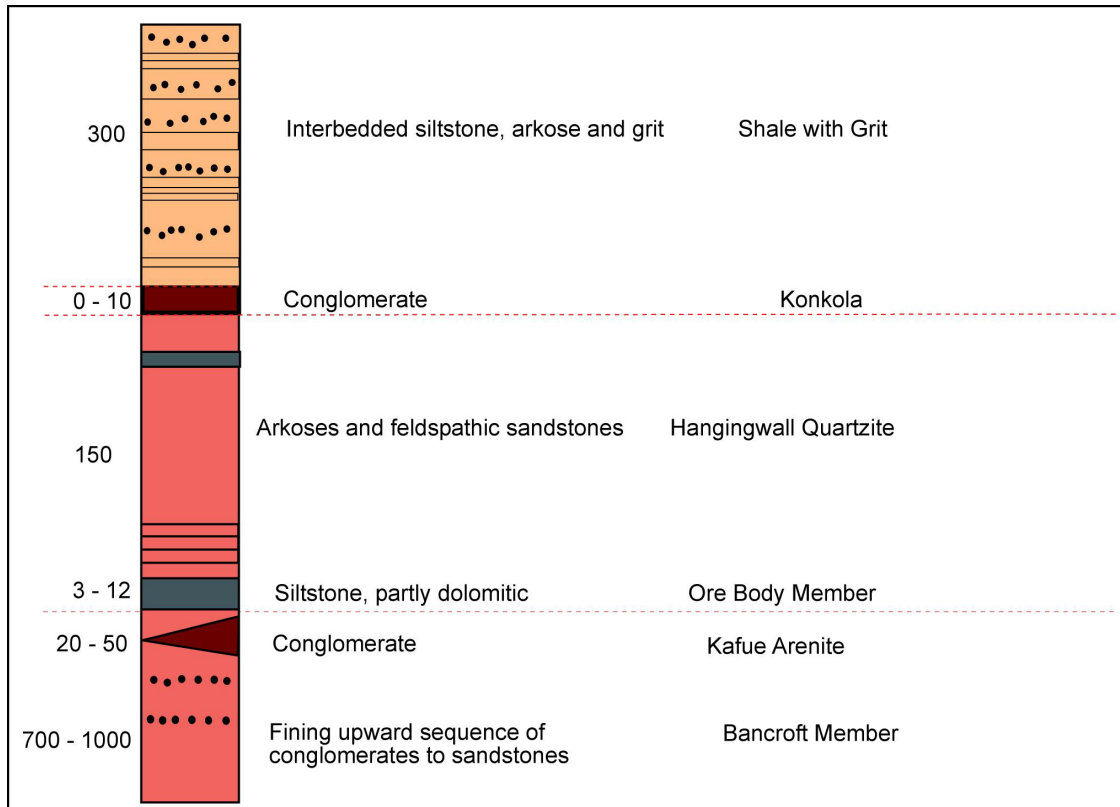 300 Interbedded siltstone, arkose and grit Shale with Grit
0 - 10 Conglomerate Konkola
Arkoses and feldspathic sandstones Hangingwall Quartzite
150
3 - 12 Siltstone, partly dolomitic Ore Body Member
20 - 50 Conglomerate Kafue Arenite
700 - 1000 Fining upward sequence of Bancroft Member
conglomerates to sandstones